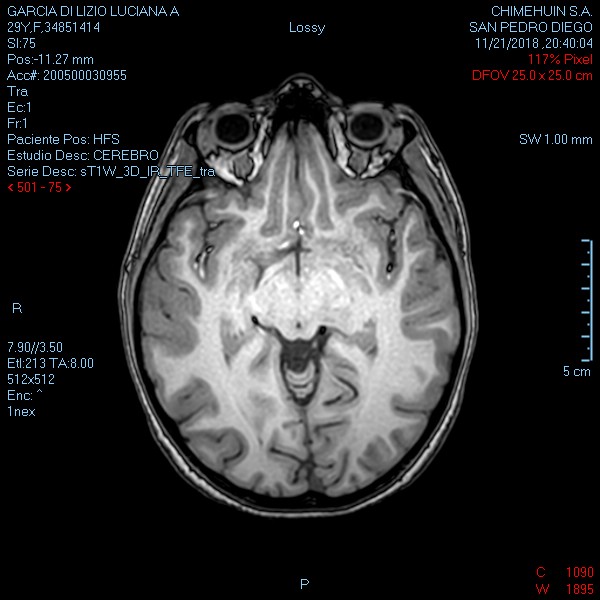 GARCIA DI LIZIO LUCIANA A
29Y,F,34851414
Sl:75
Pos:-11.27 mm
Acc#: 200500030955
Tra
Ec:1
Fr:1
Paciente Pos: HFS
Estudio Desc: CEREBRO
Serie Desc: sT1W_3D_IR_TFE_tra
< 501 - 75 >
Lossy
CHIMEHUIN S.A.
SAN PEDRO DIEGO
11/21/2018 ,20:40:04
117% Pixel
DFOV 25.0 x 25.0 cm
SW 1.00 mm
R
5 cm
7.90//3.50
Etl:213 TA:8.00
512x512
Enc: ^
1nex
P
C 1090
W 1895